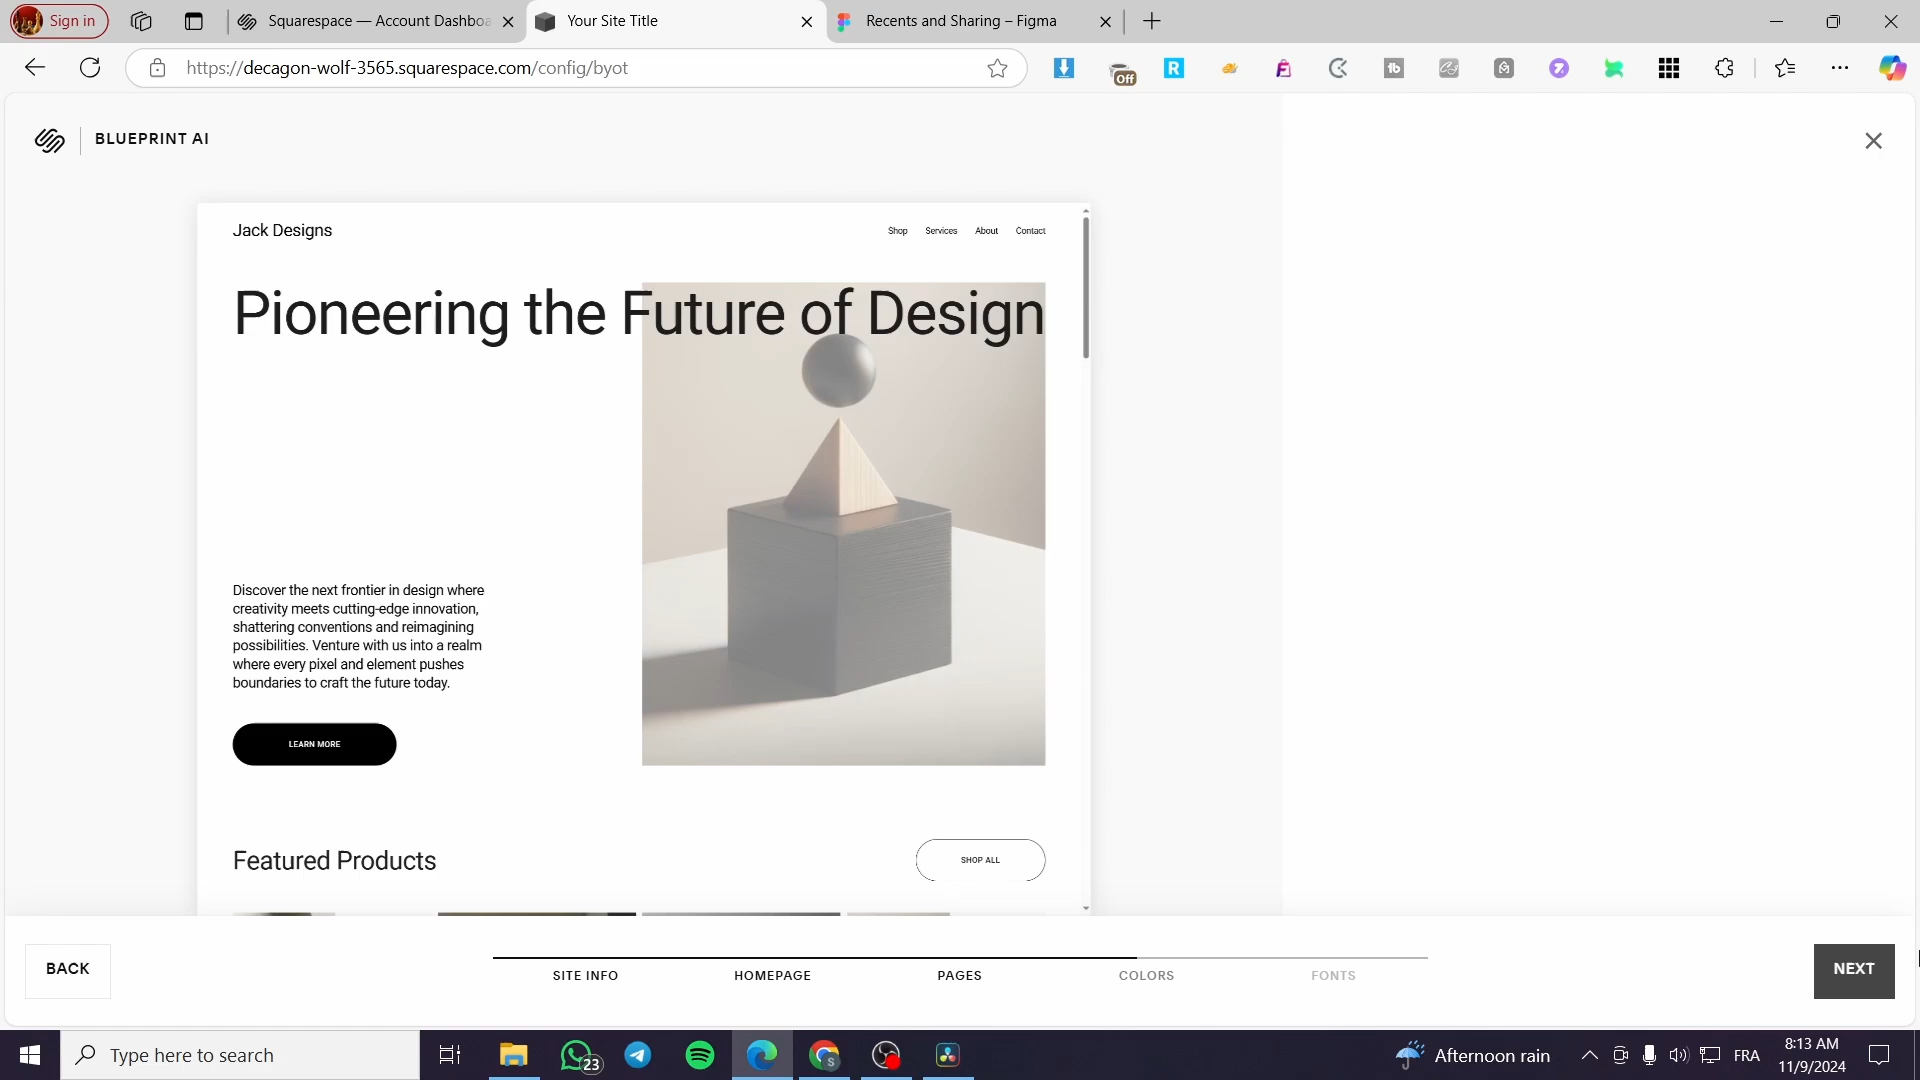 Sign in
Squarespace — Account Dashboa
Your Site Title
Recents and Sharing – Figma
https://decagon-wolf-3565.squarespace.com/config/byot
Off
R
tb
BLUEPRINT AI
Jack Designs
Shop
Services
About
Contact
Pioneering the Future of Design
Discover the next frontier in design where
creativity meets cutting-edge innovation,
shattering conventions and reimagining
possibilities. Venture with us into a realm
where every pixel and element pushes
boundaries to craft the future today.
LEARN MORE
Featured Products
SHOP ALL
BACK
SITE INFO
HOMEPAGE
PAGES
COLORS
FONTS
NEXT
Type here to search
23
S
Afternoon rain
FRA
8:13 AM
11/9/2024